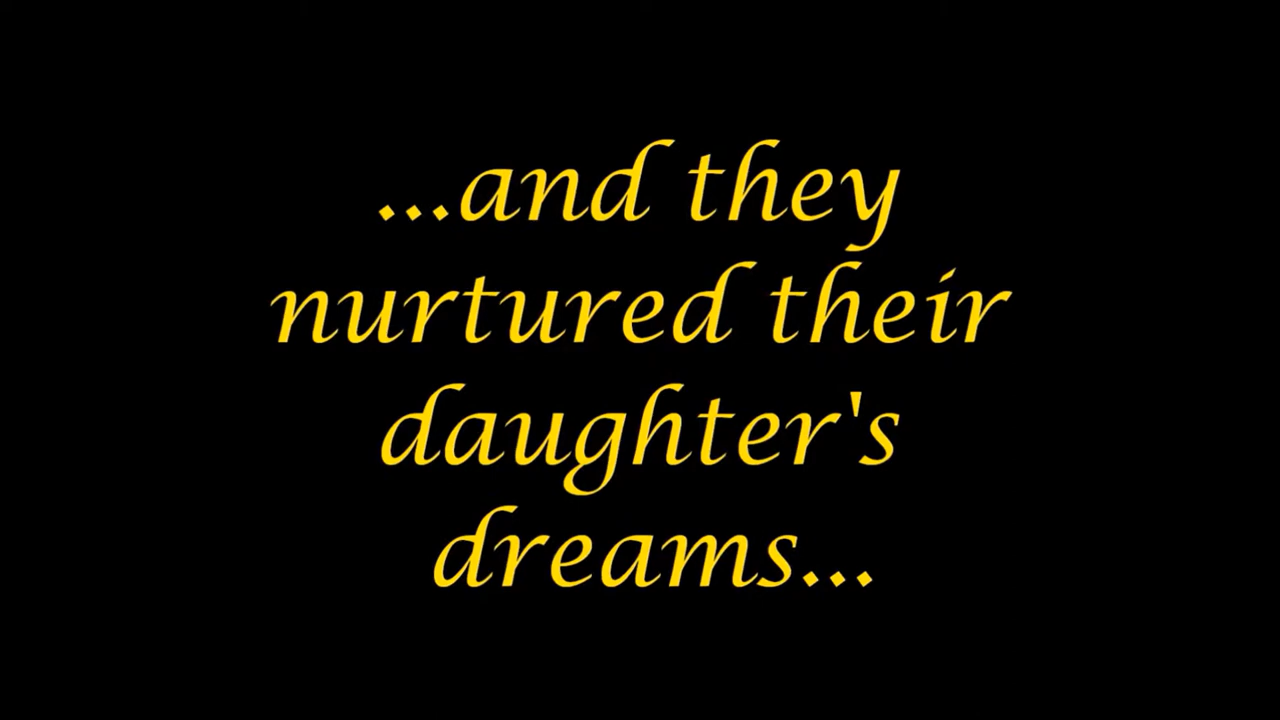 ...and they
nurtured their
daughter's
dreams...